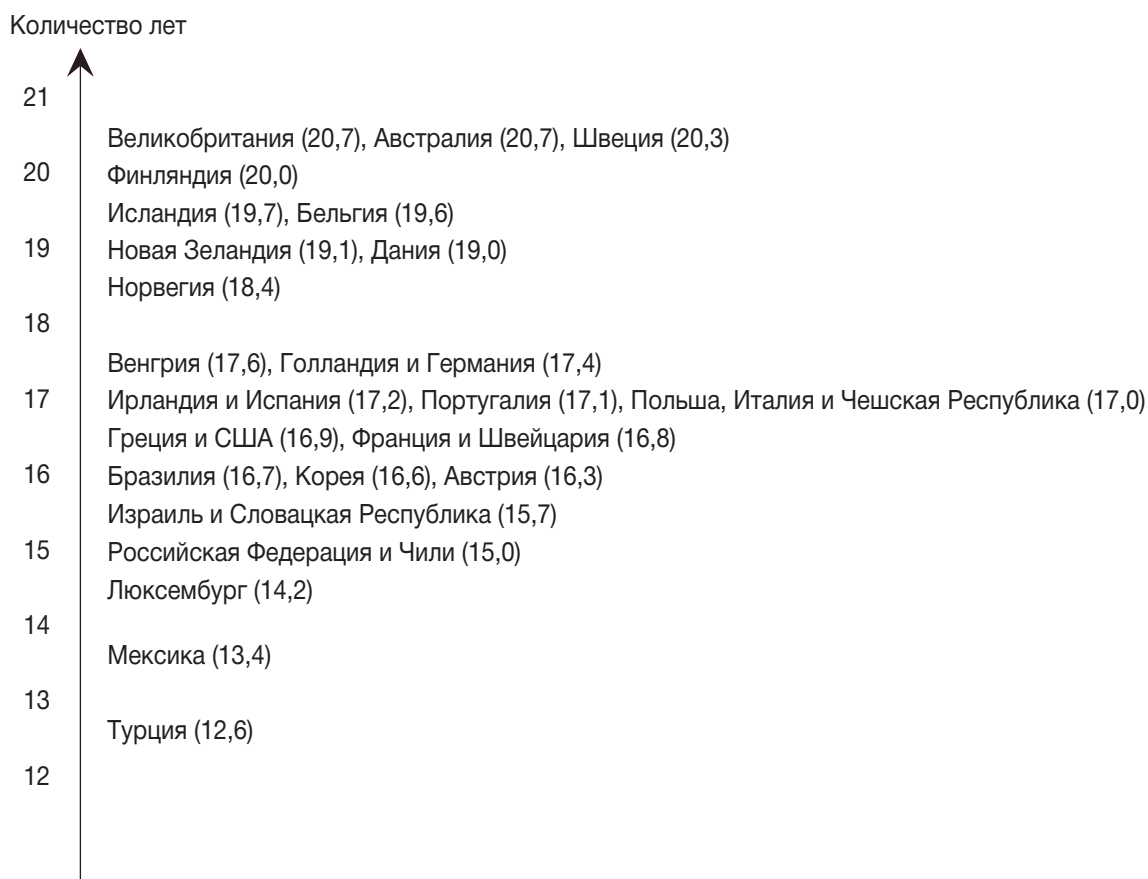 Количество лет
21
Великобритания (20,7), Австралия (20,7), Швеция (20,3)
20 Финляндия (20,0)
Исландия (19,7), Бельгия (19,6)
19 Новая Зеландия (19,1), Дания (19,0)
Норвегия (18,4)
18
Венгрия (17,6), Голландия и Германия (17,4)
17 Ирландия и Испания (17,2), Португалия (17,1), Польша, Италия и Чешская Республика (17,0)
Греция и США (16,9), Франция и Швейцария (16,8)
16 Бразилия (16,7), Корея (16,6), Австрия (16,3)
Израиль и Словацкая Республика (15,7)
15 Российская Федерация и Чили (15,0)
Люксембург (14,2)
14
Мексика (13,4)
13
Турция (12,6)
12